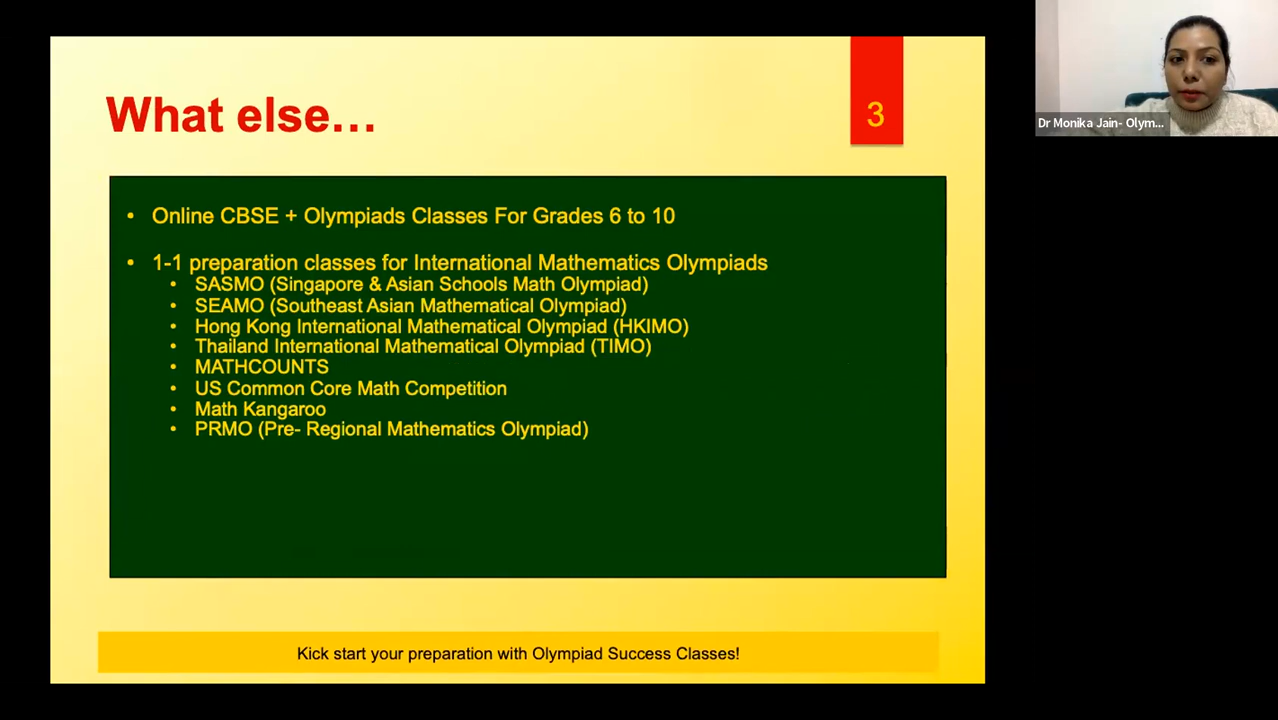 What else...
3
• Online CBSE + Olympiads Classes For Grades 6 to 10
• 1-1 preparation classes for International Mathematics Olympiads
• SASMO (Singapore & Asian Schools Math Olympiad)
• SEAMO (Southeast Asian Mathematical Olympiad)
• Hong Kong International Mathematical Olympiad (HKIMO)
• Thailand International Mathematical Olympiad (TIMO)
• MATHCOUNTS
• US Common Core Math Competition
• Math Kangaroo
• PRMO (Pre- Regional Mathematics Olympiad)
Kick start your preparation with Olympiad Success Classes!
Dr Monika Jain- Olym...